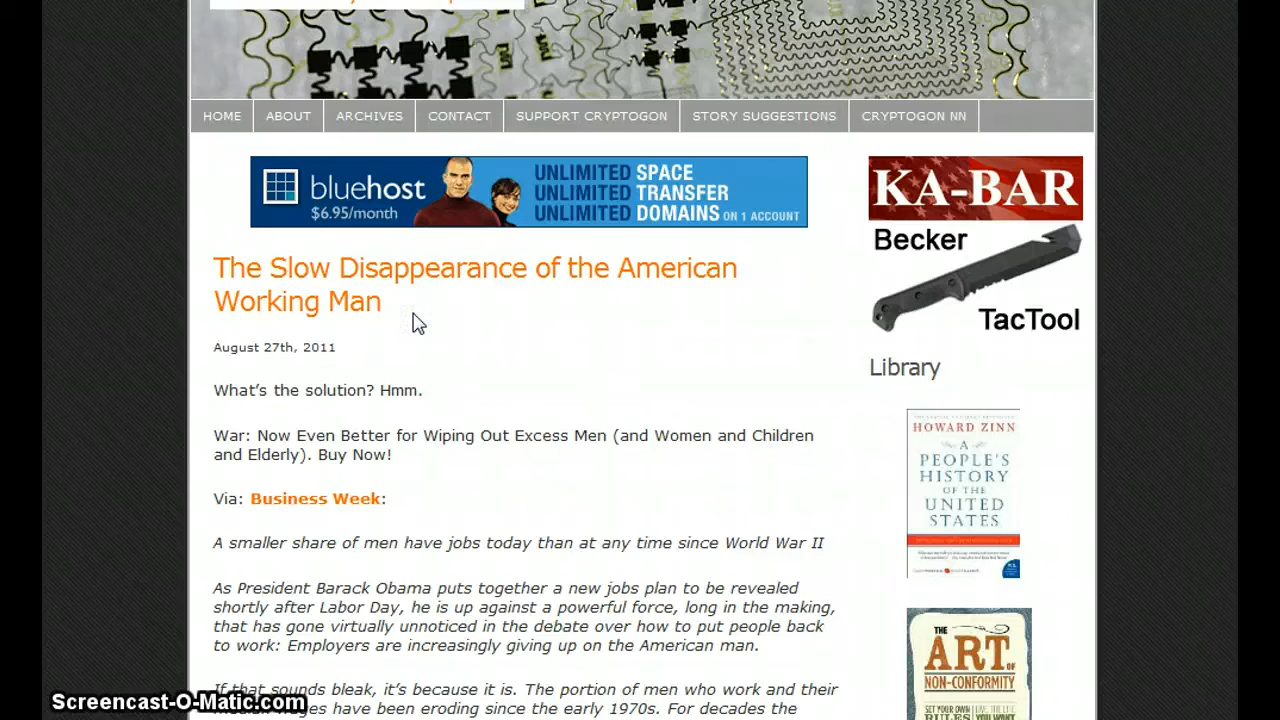 HOME ABOUT ARCHIVES CONTACT SUPPORT CRYPTOGON STORY SUGGESTIONS CRYPTOGON NN
bluehost
$6.95/month
UNLIMITED SPACE
UNLIMITED TRANSFER
UNLIMITED DOMAINS ON 1 ACCOUNT
The Slow Disappearance of the American
Working Man
August 27th, 2011
What's the solution? Hmm.
War: Now Even Better for Wiping Out Excess Men (and Women and Children
and Elderly). Buy Now!
Via: Business Week:
A smaller share of men have jobs today than at any time since World War II
As President Barack Obama puts together a new jobs plan to be revealed
shortly after Labor Day, he is up against a powerful force, long in the making,
that has gone virtually unnoticed in the debate over how to put people back
to work: Employers are increasingly giving up on the American man.
If that sounds bleak, it's because it is. The portion of men who work and their
have been eroding since the early 1970s. For decades the
KA-BAR
Becker
TacTool
Library
HOWARD ZINN
A
PEOPLE'S
HISTORY
OF THE
UNITED
STATES
THE
ART OF
NON-CONFORMITY
SET YOUR OWN
RULES
Screencast-O-Matic.com